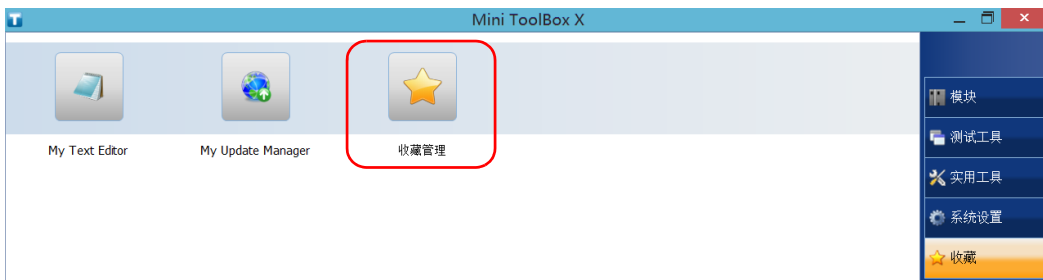 Mini ToolBox X
My Text Editor
My Update Manager
收藏管理
模块
测试工具
实用工具
系统设置
收藏